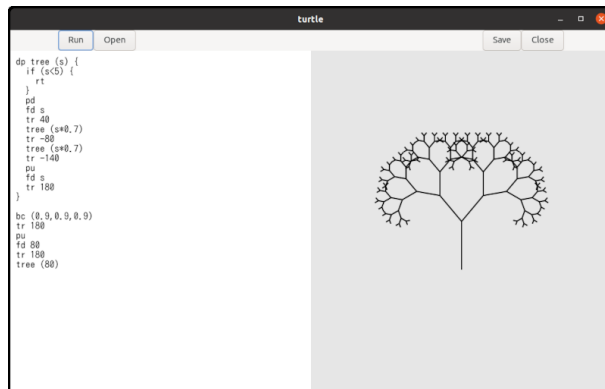 turtle
Run Open Save Close
dp tree (s) {
  if (s<5) {
    rt
  }
  pd
  fd s
  tr 40
  tree (s*0.7)
  tr -80
  tree (s*0.7)
  tr -140
  pu
  fd s
  tr 180
}

bc (0.9,0.9,0.9)
tr 180
pu
fd 80
tr 180
tree (80)